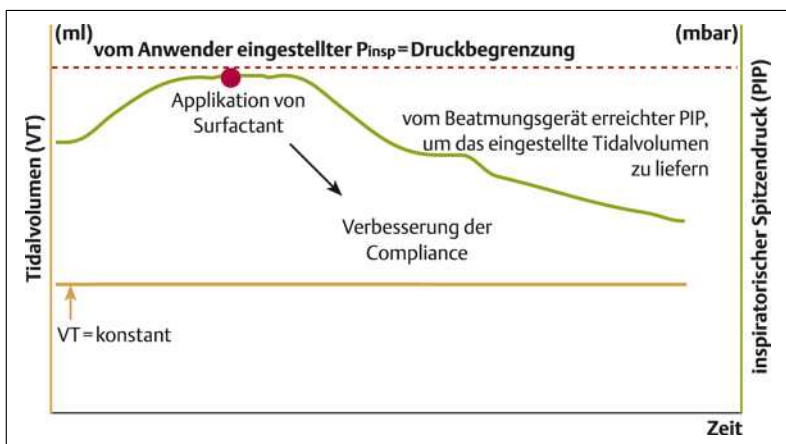 (ml)
(mbar)
vom Anwender eingestellter Pinsp = Druckbegrenzung
Applikation von
Surfactant
vom Beatmungsgerät erreichter PIP,
um das eingestellte Tidalvolumen
zu liefern
Verbesserung der
Compliance
VT = konstant
Tidalvolumen (VT)
inspiratorischer Spitzendruck (PIP)
Zeit